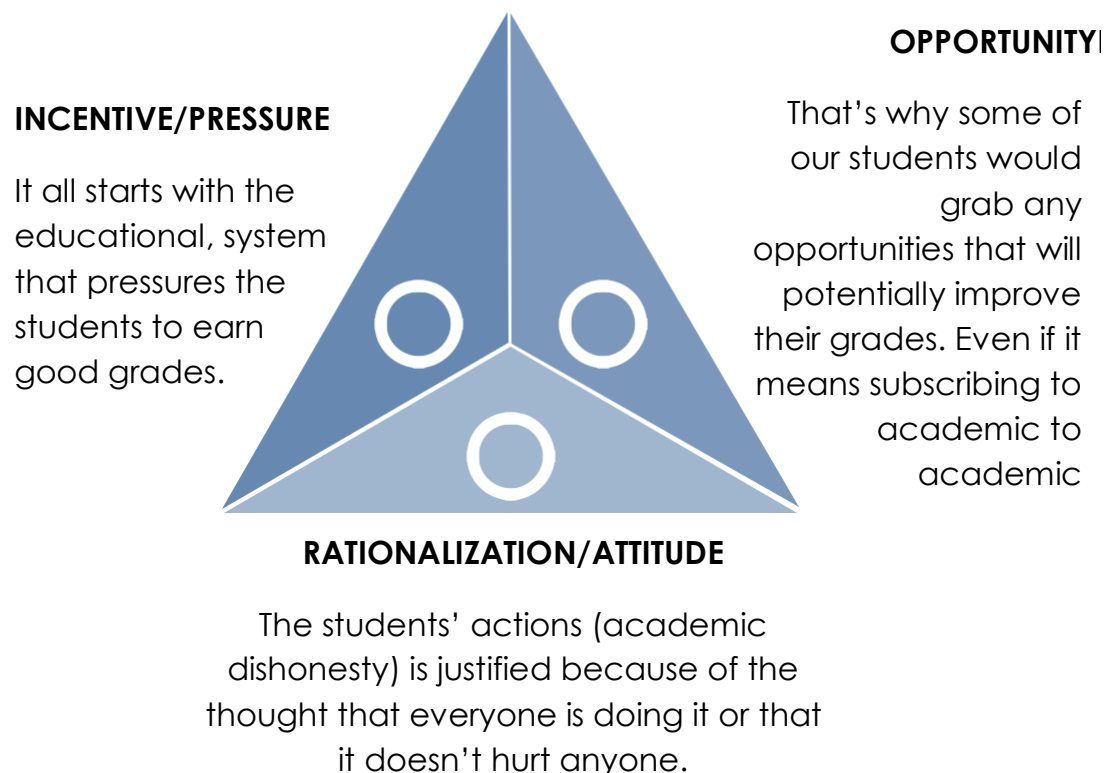 INCENTIVE/PRESSURE
It all starts with the
educational, system
that pressures the
students to earn
good grades.
OPPORTUNITY
That’s why some of
our students would
grab any
opportunities that will
potentially improve
their grades. Even if it
means subscribing to
academic to
academic
RATIONALIZATION/ATTITUDE
The students’ actions (academic
dishonesty) is justified because of the
thought that everyone is doing it or that
it doesn’t hurt anyone.